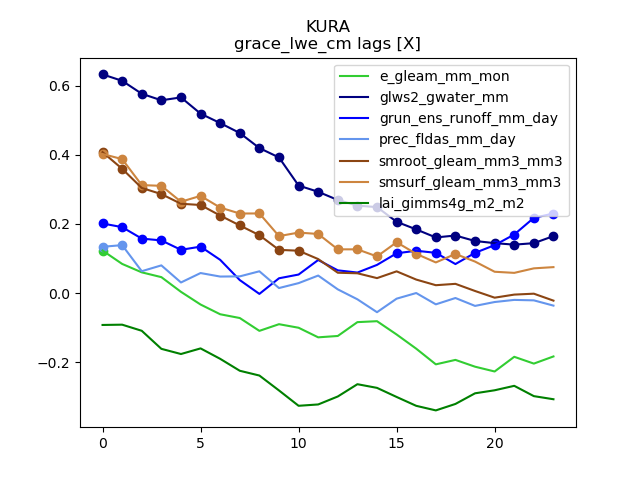 KURA
grace_lwe_cm lags [X]
e_gleam_mm_mon
glws2_gwater_mm
grun_ens_runoff_mm_day
prec_fldas_mm_day
smroot_gleam_mm3_mm3
smsurf_gleam_mm3_mm3
lai_gimms4g_m2_m2
0.6
0.4
0.2
0.0
−0.2
0 5 10 15 20